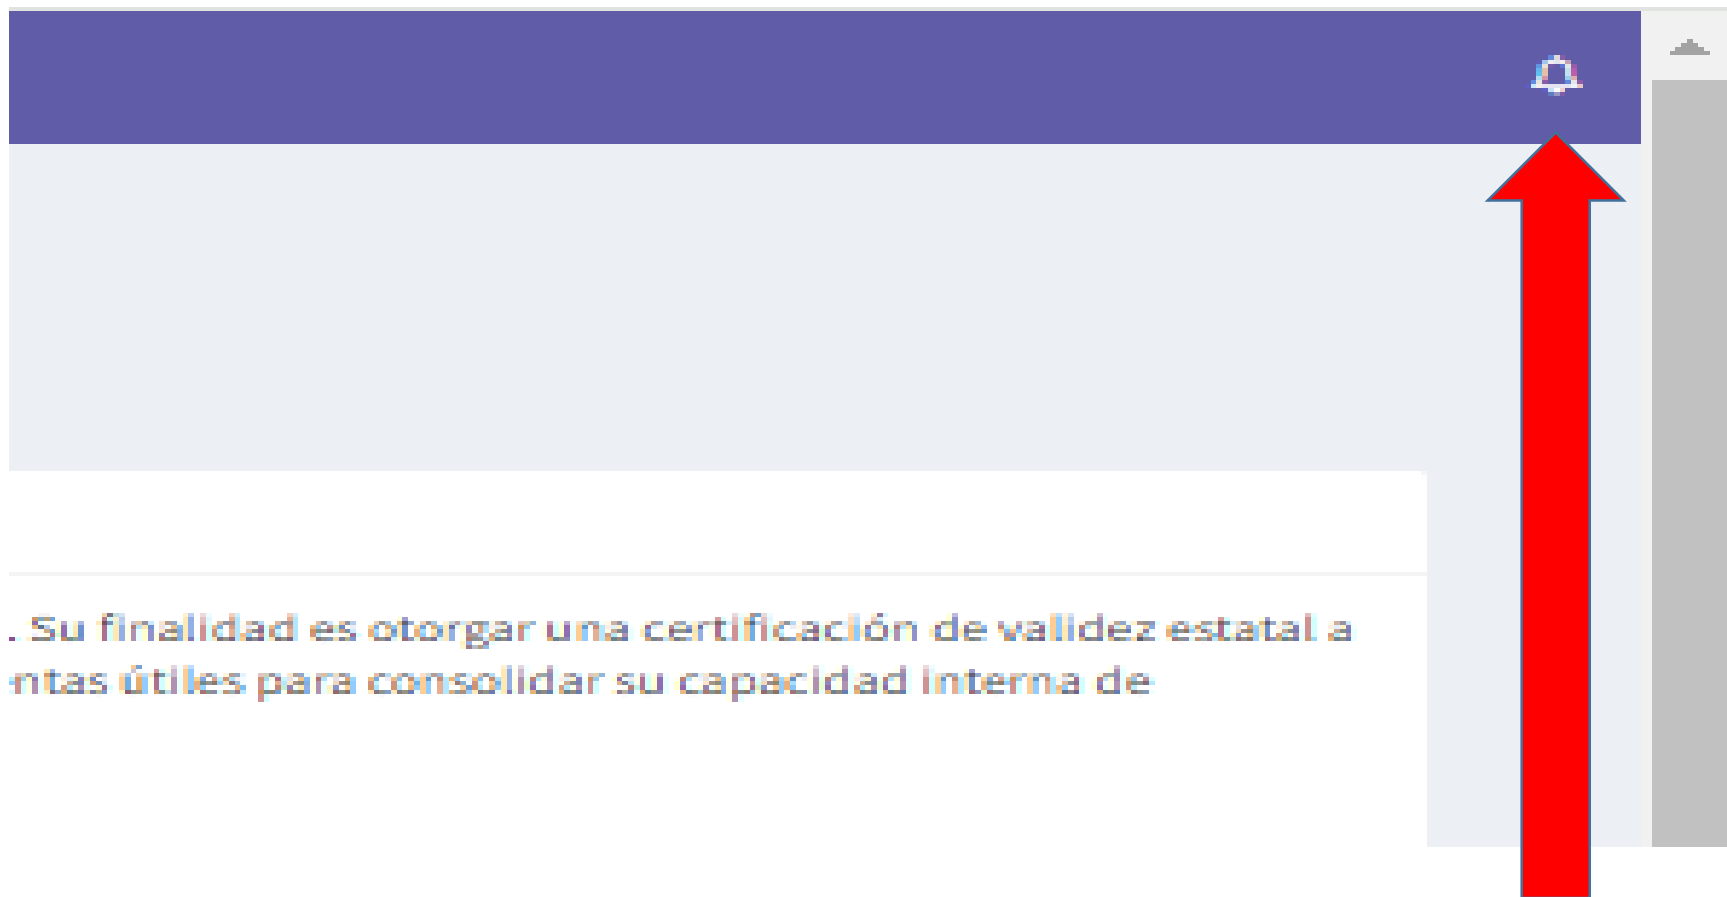 . Su finalidad es otorgar una certificación de validez estatal a
ntas útiles para consolidar su capacidad interna de